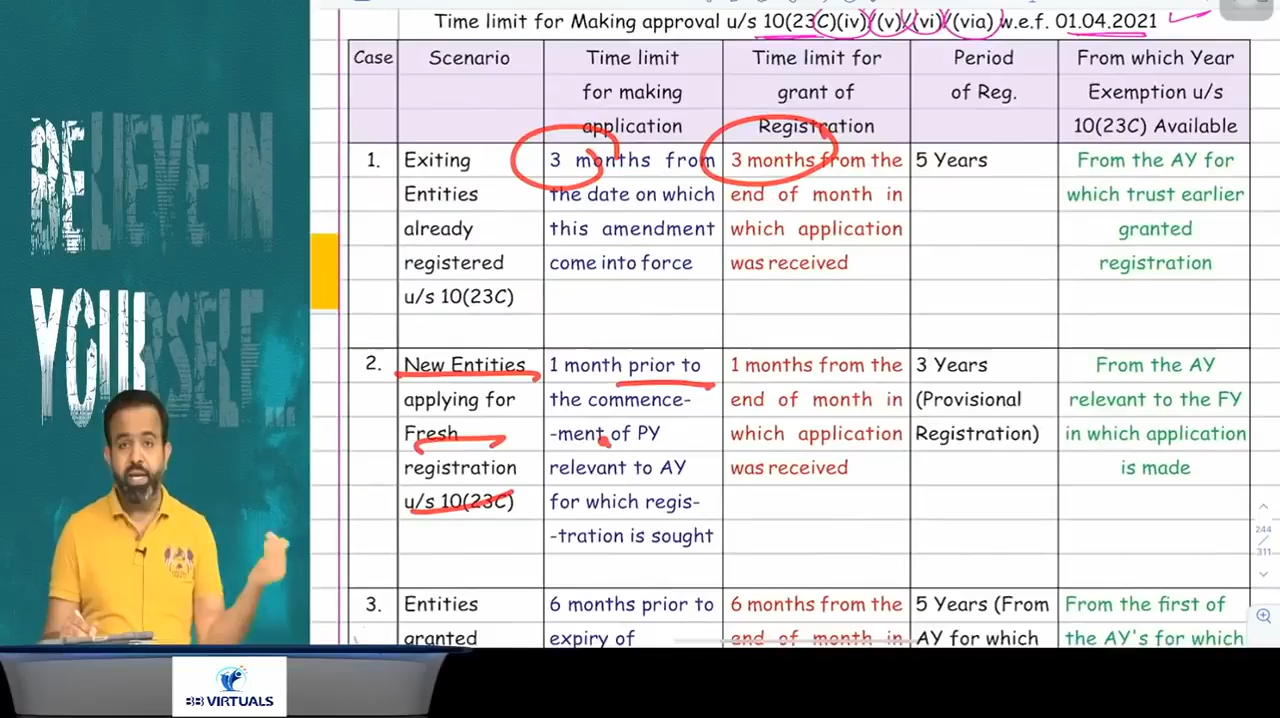 Time limit for Making approval u/s 10(23C)(iv)/(v)/(vi)/(via) w.e.f. 01.04.2021
Case
Scenario
Time limit
for making
application
Time limit for
grant of
Registration
Period
of Reg.
From which Year
Exemption u/s
10(23C) Available
1.
Exiting
Entities
already
registered
u/s 10(23C)
3 months from
the date on which
this amendment
come into force
3 months from the
end of month in
which application
was received
5 Years
From the AY for
which trust earlier
granted
registration
2.
New Entities
applying for
Fresh
registration
u/s 10(23C)
1 month prior to
the commence-
-ment of PY
relevant to AY
for which regis-
-tration is sought
1 months from the
end of month in
which application
was received
3 Years
(Provisional
Registration)
From the AY
relevant to the FY
in which application
is made
3.
Entities
granted
6 months prior to
expiry of
6 months from the
end of month in
5 Years (From
AY for which
From the first of
the AY's for which
244
/
311
BELIEVE IN
YOURSELF...
BB VIRTUALS